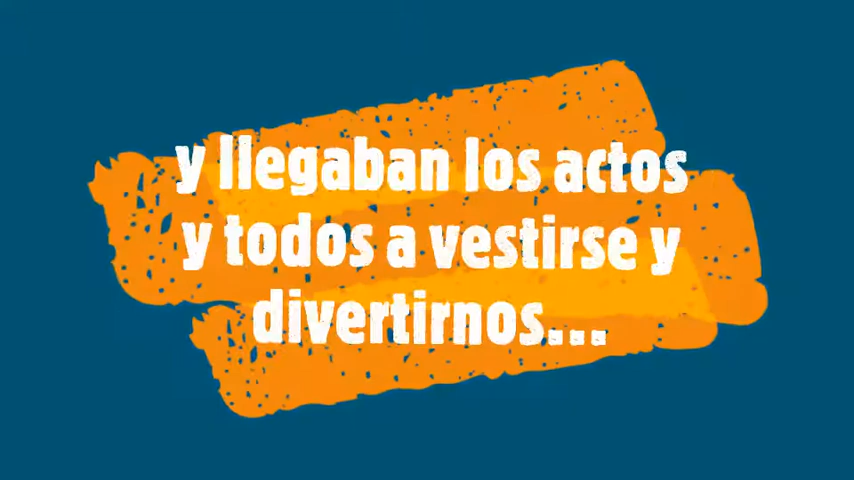 y llegaban los actos
y todos a vestirse y
divertirnos...